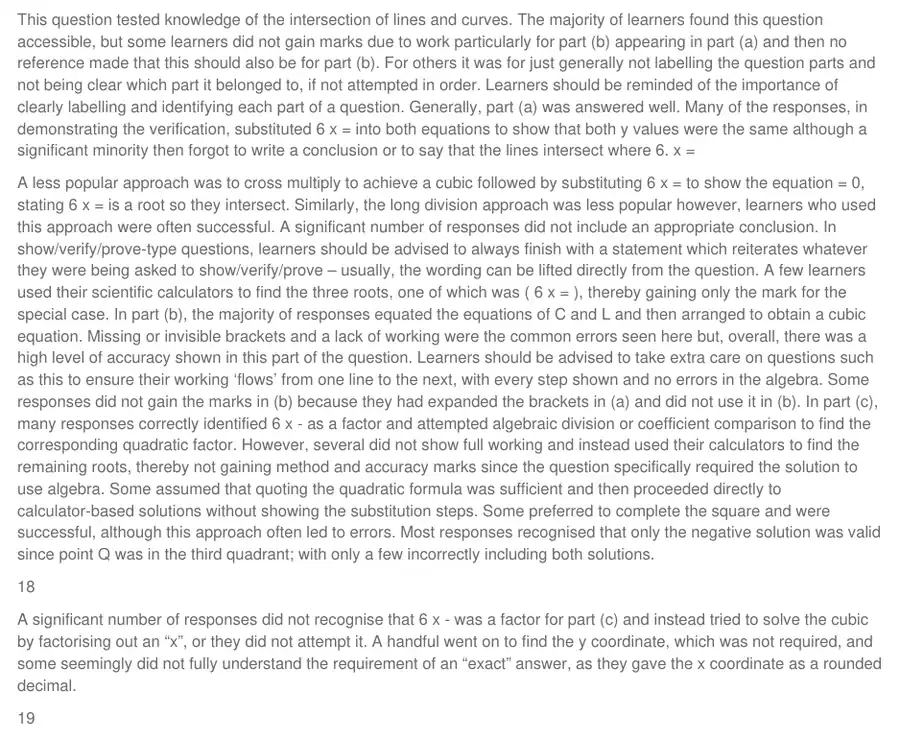 This question tested knowledge of the intersection of lines and curves. The majority of learners found this question
accessible, but some learners did not gain marks due to work particularly for part (b) appearing in part (a) and then no
reference made that this should also be for part (b). For others it was for just generally not labelling the question parts and
not being clear which part it belonged to, if not attempted in order. Learners should be reminded of the importance of
clearly labelling and identifying each part of a question. Generally, part (a) was answered well. Many of the responses, in
demonstrating the verification, substituted 6 x = into both equations to show that both y values were the same although a
significant minority then forgot to write a conclusion or to say that the lines intersect where 6. x =
A less popular approach was to cross multiply to achieve a cubic followed by substituting 6 x = to show the equation = 0,
stating 6 x = is a root so they intersect. Similarly, the long division approach was less popular however, learners who used
this approach were often successful. A significant number of responses did not include an appropriate conclusion. In
show/verify/prove-type questions, learners should be advised to always finish with a statement which reiterates whatever
they were being asked to show/verify/prove – usually, the wording can be lifted directly from the question. A few learners
used their scientific calculators to find the three roots, one of which was ( 6 x = ), thereby gaining only the mark for the
special case. In part (b), the majority of responses equated the equations of C and L and then arranged to obtain a cubic
equation. Missing or invisible brackets and a lack of working were the common errors seen here but, overall, there was a
high level of accuracy shown in this part of the question. Learners should be advised to take extra care on questions such
as this to ensure their working ‘flows’ from one line to the next, with every step shown and no errors in the algebra. Some
responses did not gain the marks in (b) because they had expanded the brackets in (a) and did not use it in (b). In part (c),
many responses correctly identified 6 x - as a factor and attempted algebraic division or coefficient comparison to find the
corresponding quadratic factor. However, several did not show full working and instead used their calculators to find the
remaining roots, thereby not gaining method and accuracy marks since the question specifically required the solution to
use algebra. Some assumed that quoting the quadratic formula was sufficient and then proceeded directly to
calculator-based solutions without showing the substitution steps. Some preferred to complete the square and were
successful, although this approach often led to errors. Most responses recognised that only the negative solution was valid
since point Q was in the third quadrant; with only a few incorrectly including both solutions.
18
A significant number of responses did not recognise that 6 x - was a factor for part (c) and instead tried to solve the cubic
by factorising out an “x”, or they did not attempt it. A handful went on to find the y coordinate, which was not required, and
some seemingly did not fully understand the requirement of an “exact” answer, as they gave the x coordinate as a rounded
decimal.
19